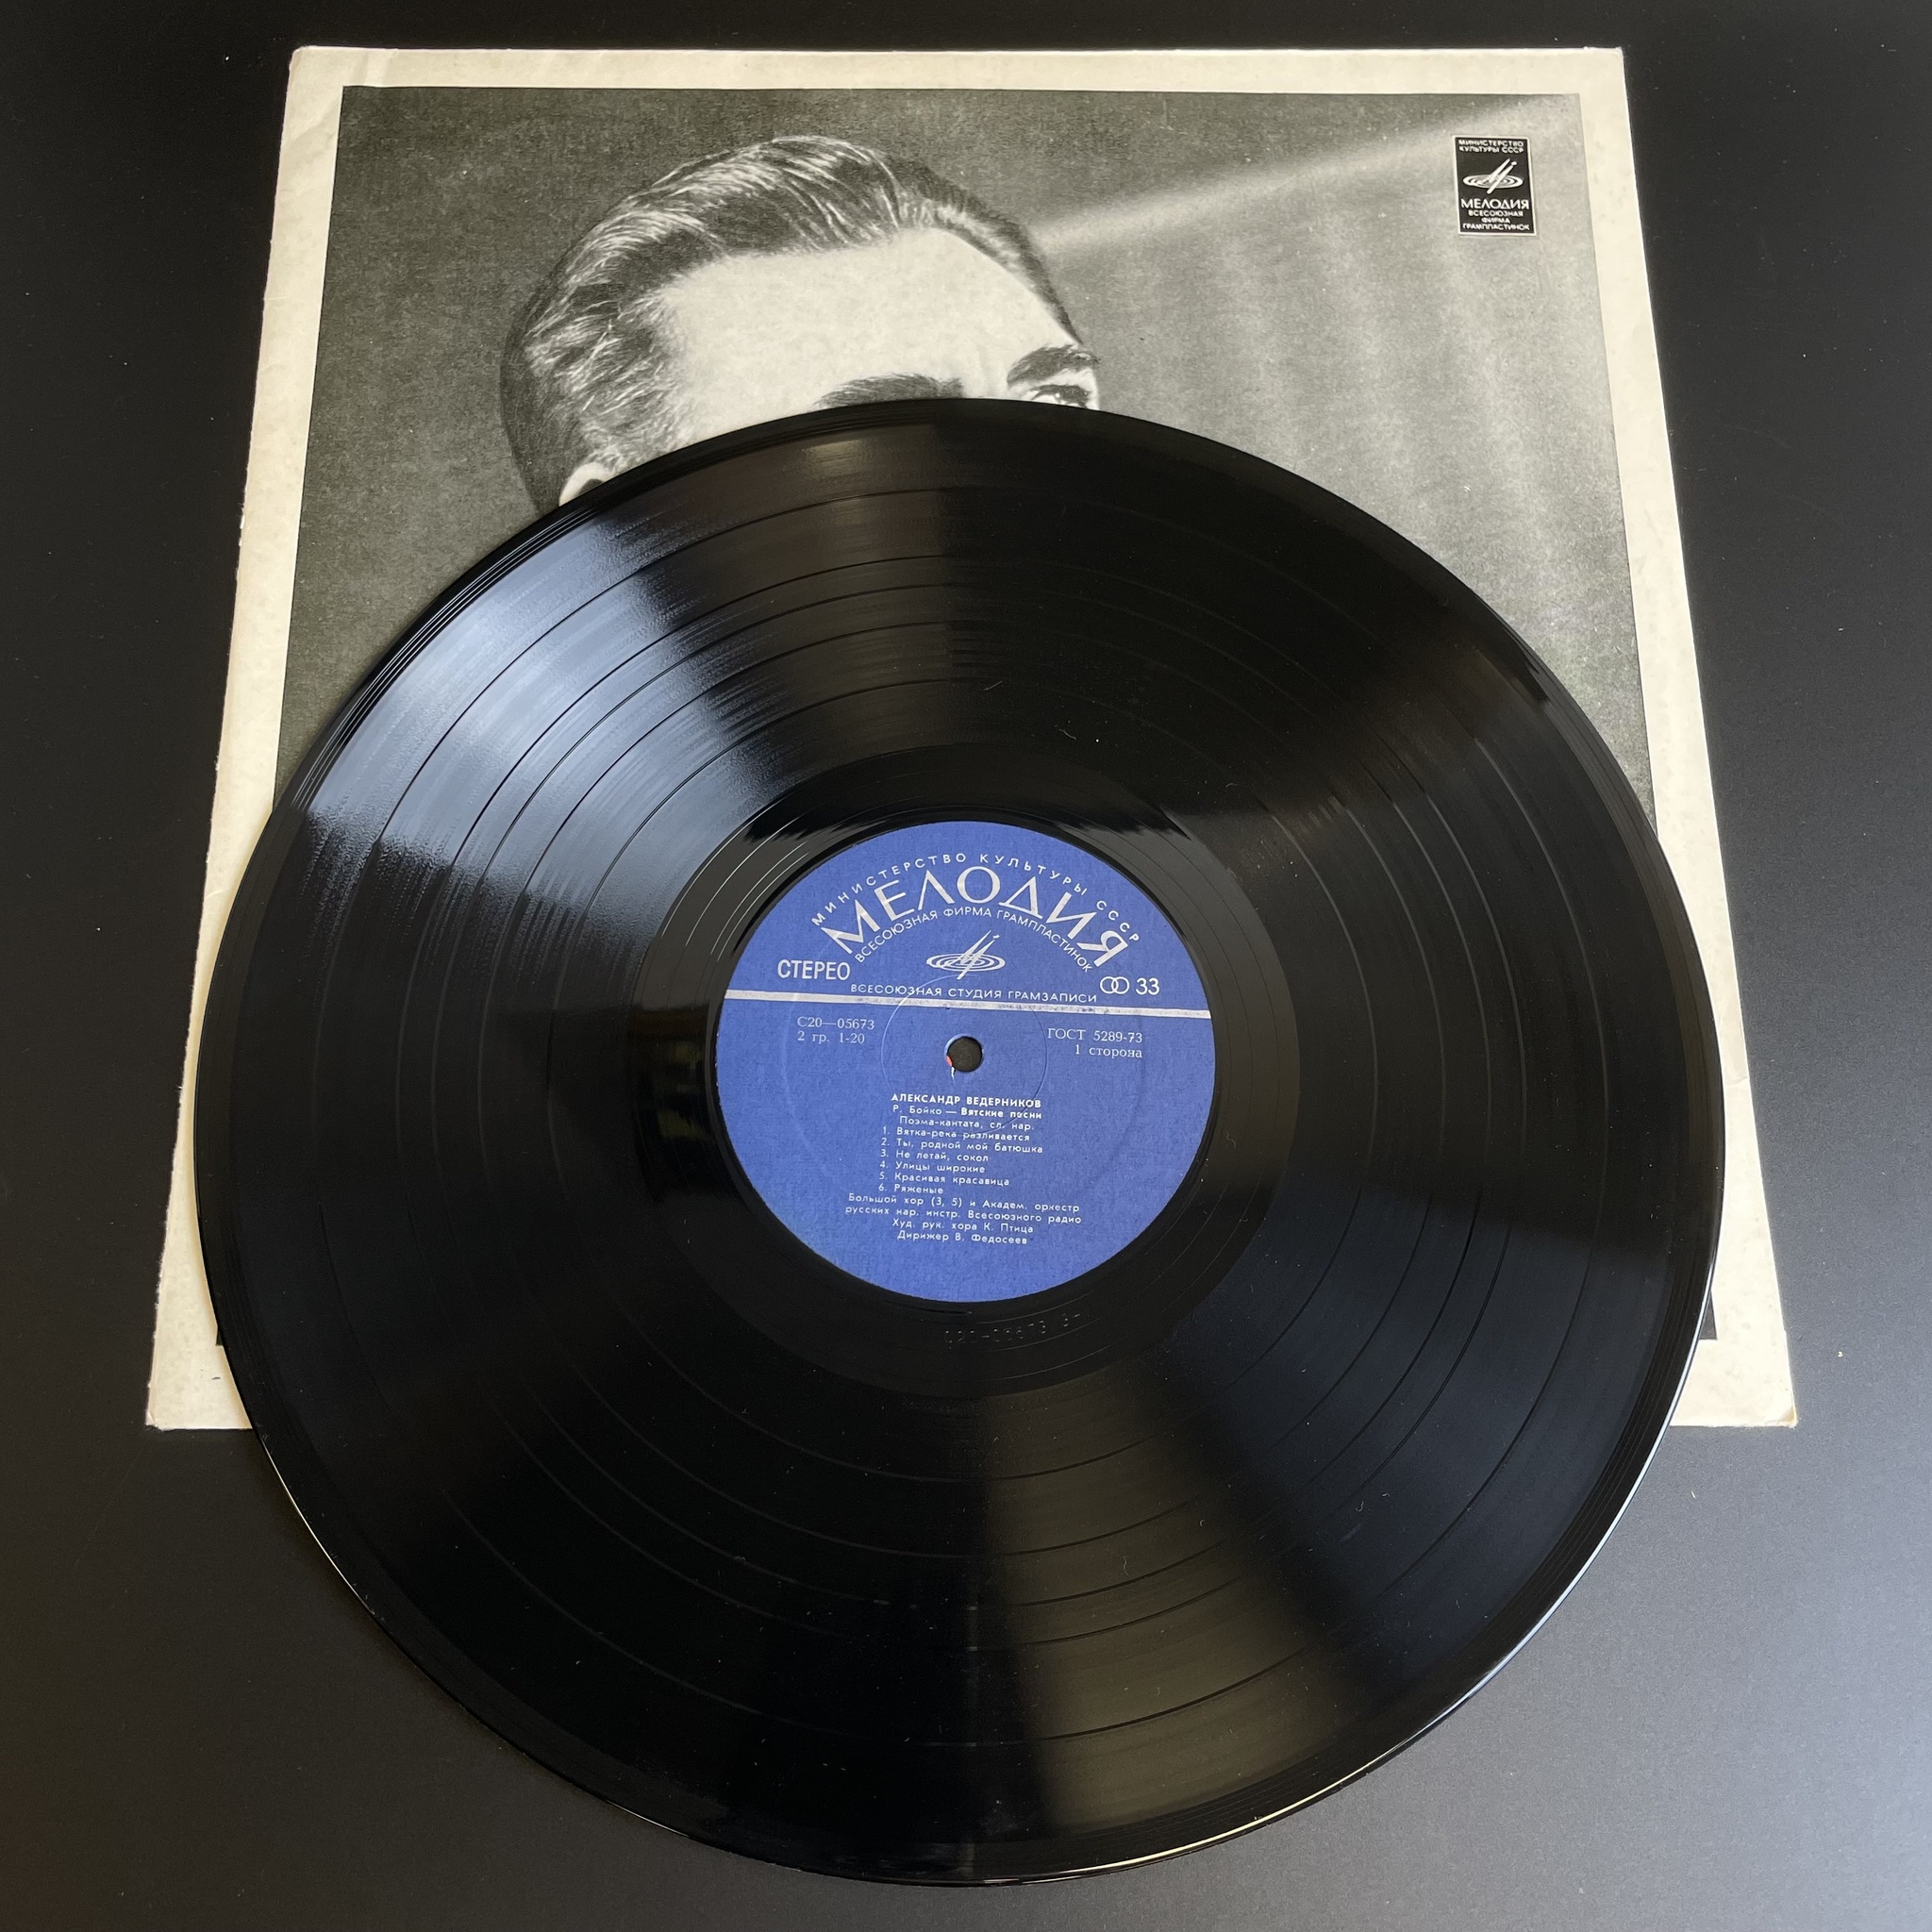 МИНИСТЕРСТВО
КУЛЬТУРЫ СССР
МЕЛОДИЯ
ВСЕСОЮЗНАЯ
ФИРМА
ГРАМПЛАСТИНОК
МИНИСТЕРСТВО КУЛЬТУРЫ СССР
МЕЛОДИЯ
ВСЕСОЮЗНАЯ ФИРМА ГРАМПЛАСТИНОК
СТЕРЕО
33
ВСЕСОЮЗНАЯ СТУДИЯ ГРАМЗАПИСИ
С20—05673
2 гр. 1-20
ГОСТ 5289-73
1 сторона
АЛЕКСАНДР ВЕДЕРНИКОВ
Р. Бойко — Вятские песни
Поэма-кантата, сл. нар.
1. Вятка-река разливается
2. Ты, родной мой батюшка
3. Не летай, сокол
4. Улицы широкие
5. Красивая красавица
6. Ряженые
Большой хор (3, 5) и Академ. оркестр
русских нар. инстр. Всесоюзного радио
Худ. рук. хора К. Птица
Дирижер В. Федосеев